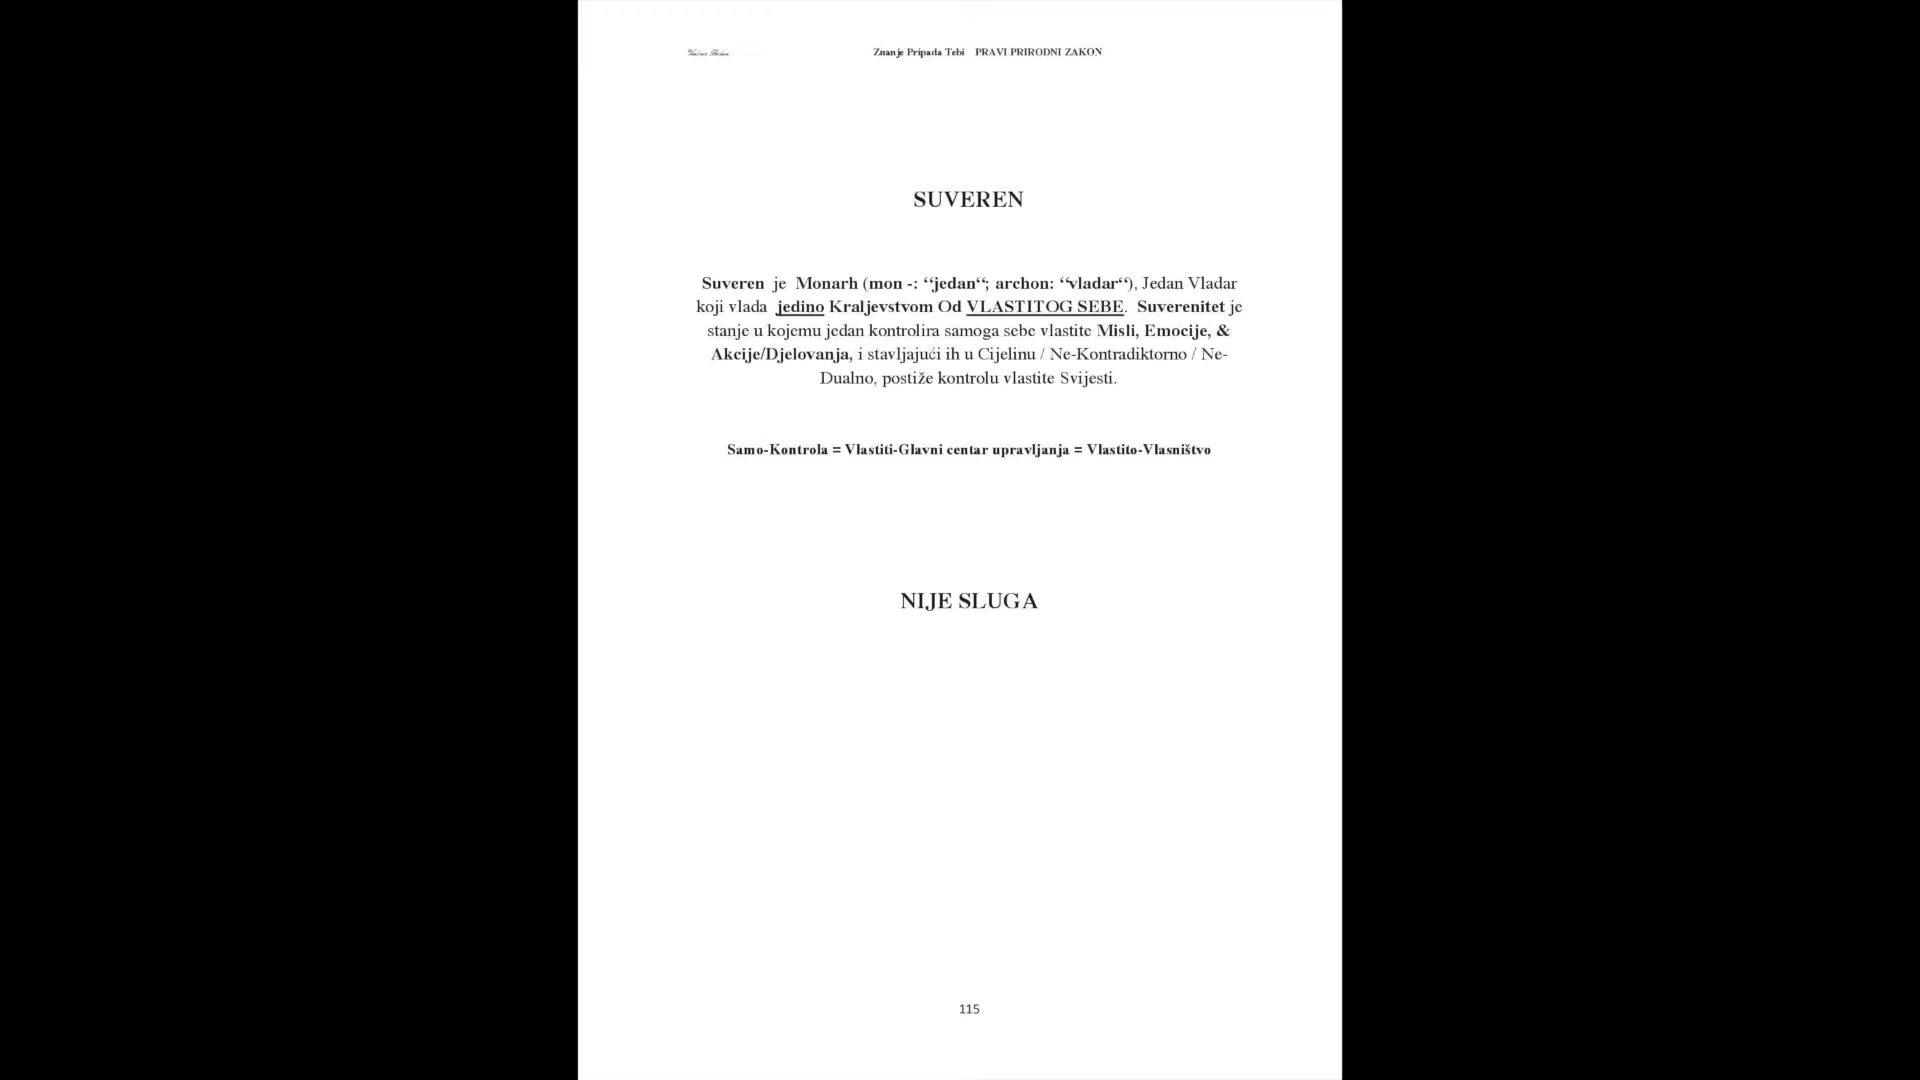 Znanje Pripada Tebi PRAVI PRIRODNI ZAKON
SUVEREN
Suveren je Monarh (mon -: “jedan“; archon: “vladar“), Jedan Vladar
koji vlada jedino Kraljevstvom Od VLASTITOG SEBE. Suverenitet je
stanje u kojemu jedan kontrolira samoga sebe vlastite Misli, Emocije, &
Akcije/Djelovanja, i stavljajući ih u Cijelinu / Ne-Kontradiktorno / Ne-
Dualno, postiže kontrolu vlastite Svijesti.
Samo-Kontrola = Vlastiti-Glavni centar upravljanja = Vlastito-Vlasništvo
NIJE SLUGA
115